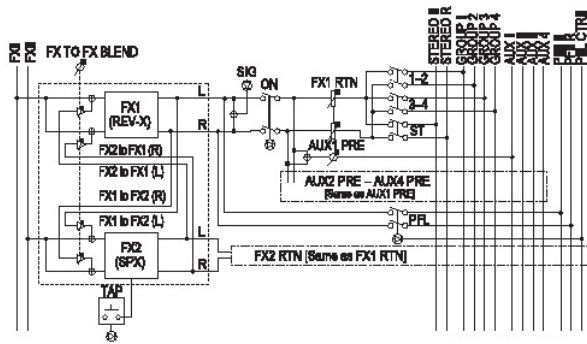 FX1
FX2
FX TO FX BLEND
STEREO L
STEREO R
GROUP 1
GROUP 2
GROUP 3
GROUP 4
AUX 1
AUX 4
PFL L
PFL R
PFL CTRL
SIG
ON
FX1 RTN
1-2
3-4
ST
L
R
FX1
(REV-X)
FX2 to FX1 (R)
FX2 to FX1 (L)
FX1 to FX2 (R)
FX1 to FX2 (L)
AUX1 PRE
AUX2 PRE – AUX4 PRE
[Same as AUX1 PRE]
PFL
FX2
(SPX)
L
R
FX2 RTN [Same as FX1 RTN]
TAP